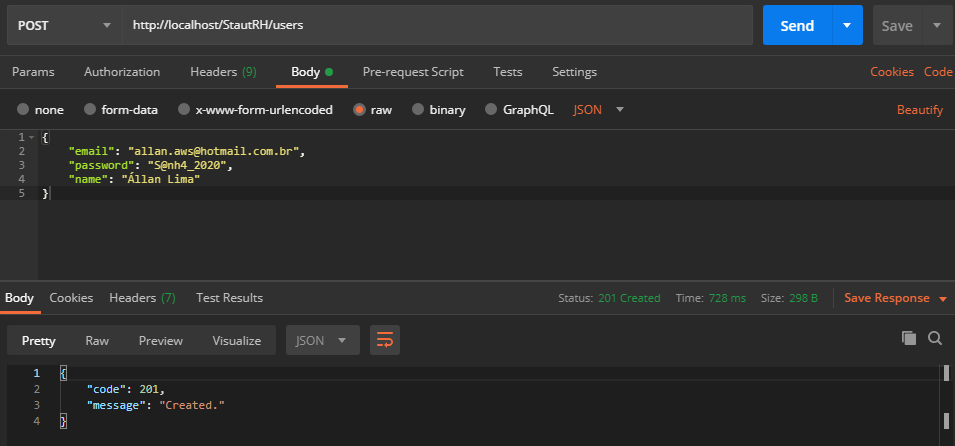 POST http://localhost/StautRH/users Send Save
Params Authorization Headers (9) Body Pre-request Script Tests Settings Cookies Code
none form-data x-www-form-urlencoded raw binary GraphQL JSON Beautify
1 {
2 "email": "allan.aws@hotmail.com.br",
3 "password": "S@nh4_2020",
4 "name": "Állan Lima"
5 }
Body Cookies Headers (7) Test Results Status: 201 Created Time: 728 ms Size: 298 B Save Response
Pretty Raw Preview Visualize JSON
1 {
2 "code": 201,
3 "message": "Created."
4 }